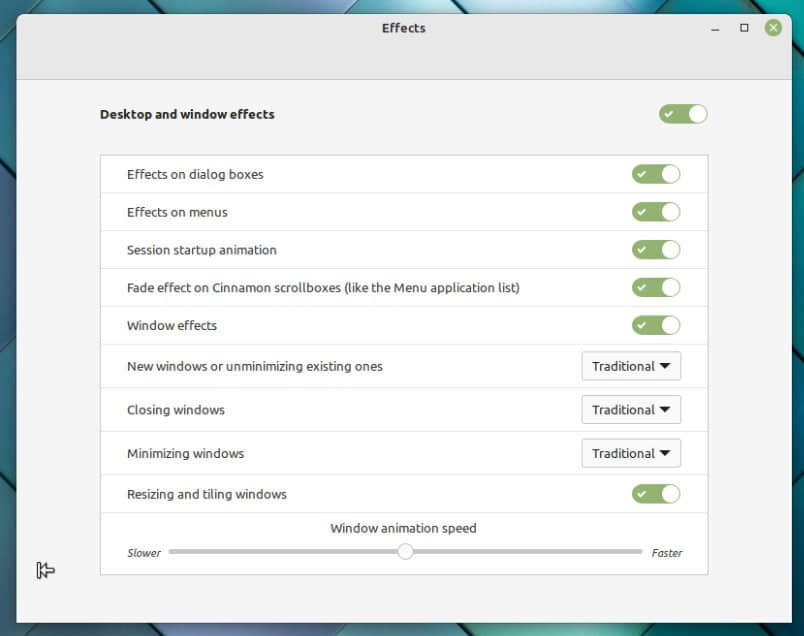 Effects
Desktop and window effects
Effects on dialog boxes
Effects on menus
Session startup animation
Fade effect on Cinnamon scrollboxes (like the Menu application list)
Window effects
New windows or unminimizing existing ones Traditional
Closing windows Traditional
Minimizing windows Traditional
Resizing and tiling windows
Window animation speed
Slower Faster